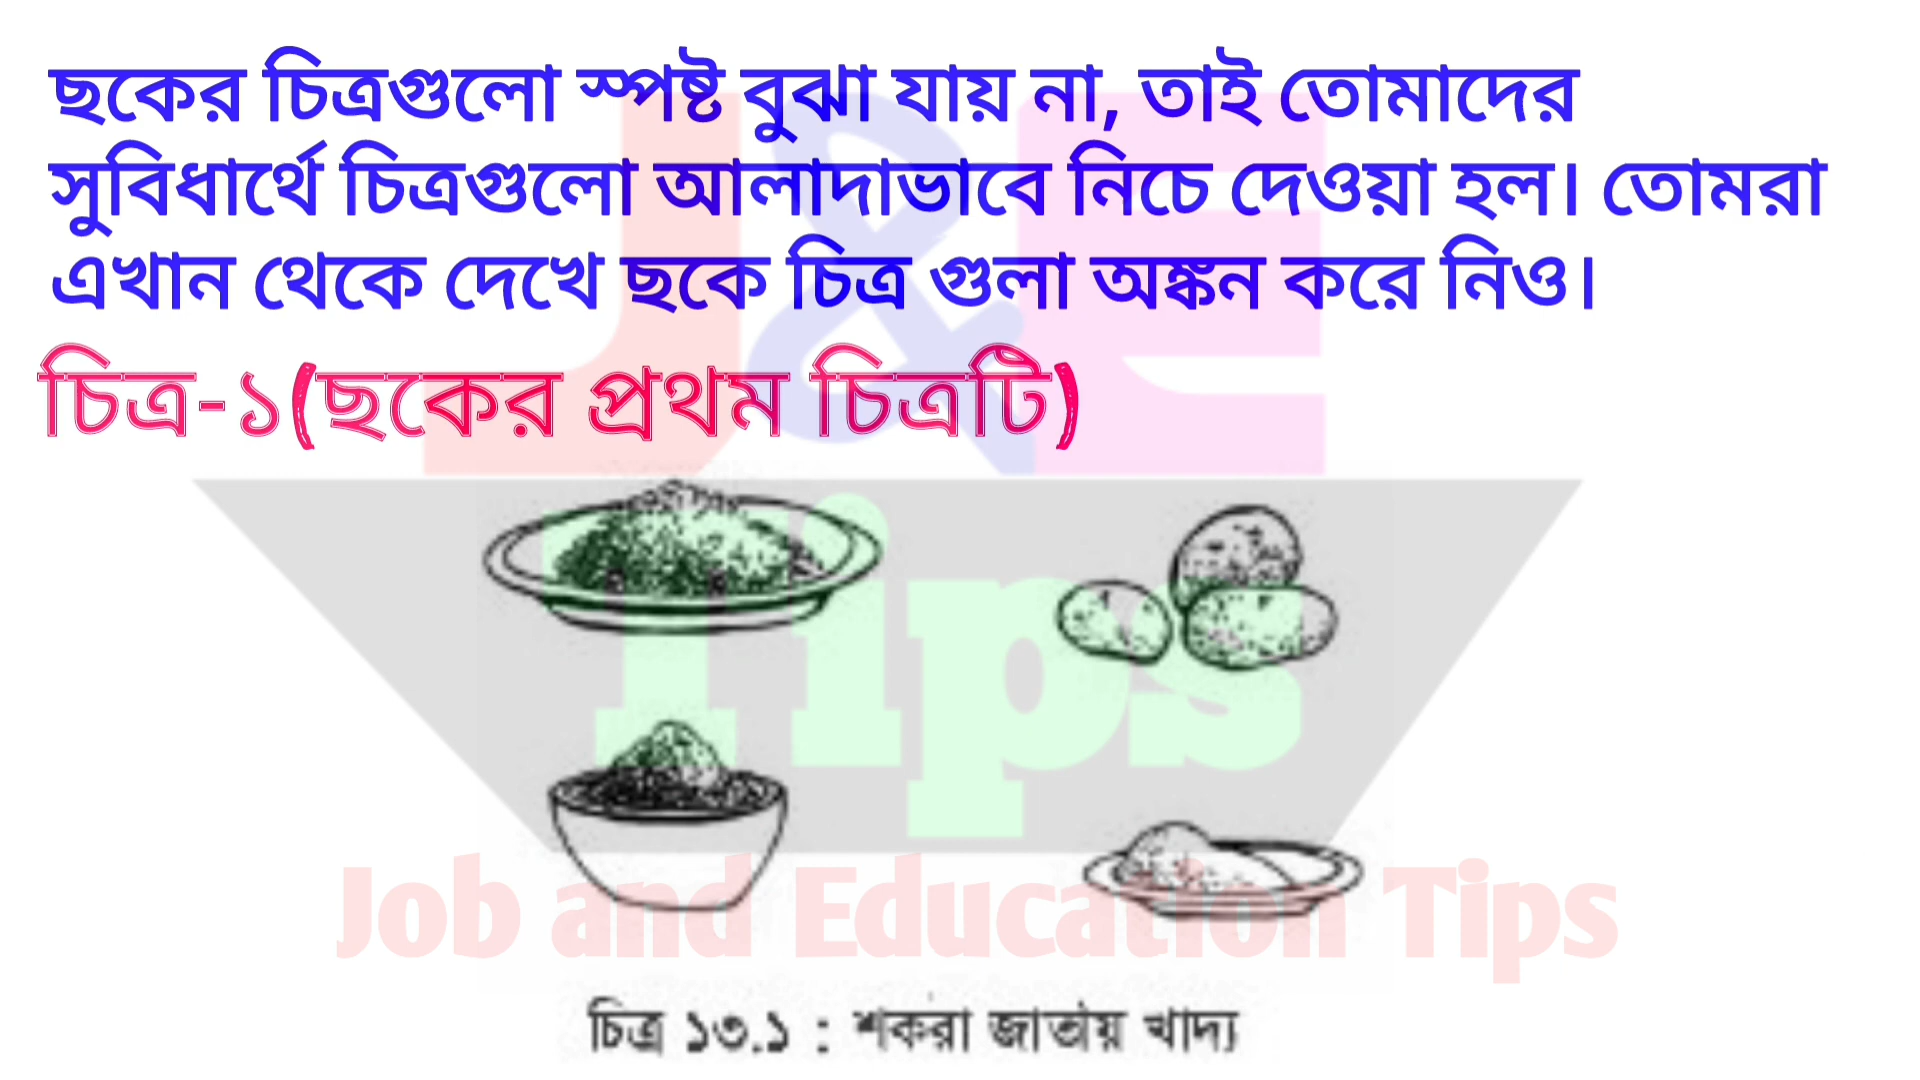 ছকের চিত্রগুলো স্পষ্ট বুঝা যায় না, তাই তোমাদের
সুবিধার্থে চিত্রগুলো আলাদাভাবে নিচে দেওয়া হল। তোমরা
এখান থেকে দেখে ছকে চিত্র গুলা অঙ্কন করে নিও।
চিত্র-১(ছকের প্রথম চিত্রটি)
J&E
Tips
Job and Education Tips
চিত্র ১৩.১ : শর্করা জাতীয় খাদ্য